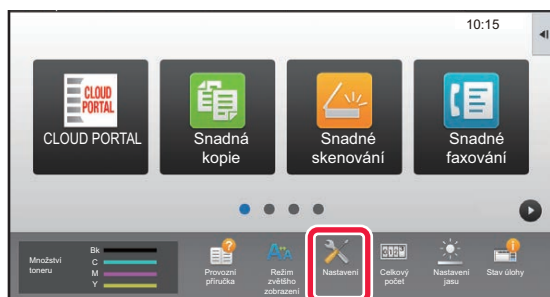 10:15
CLOUD
PORTAL
CLOUD PORTAL
Snadná
kopie
Snadné
skenování
Snadné
faxování
Množství
toneru
Bk
C
M
Y
Provozní
příručka
Režim
zvětšeho
zobrazení
Nastavení
Celkový
počet
Nastavení
jasu
Stav úlohy